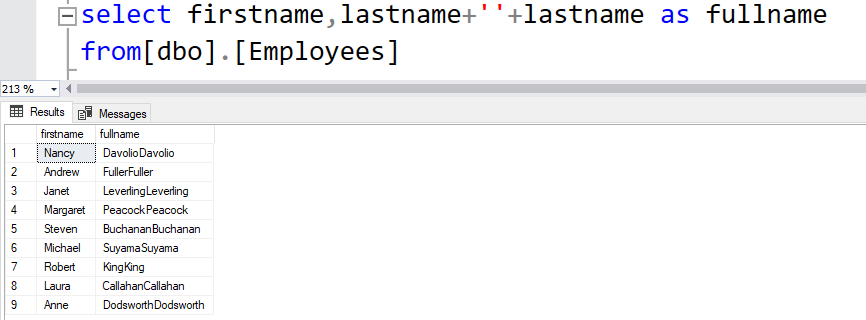 select firstname,lastname+''+lastname as fullname
from[dbo].[Employees]
213 %
Results Messages
firstname fullname
1 Nancy DavolioDavolio
2 Andrew FullerFuller
3 Janet LeverlingLeverling
4 Margaret PeacockPeacock
5 Steven BuchananBuchanan
6 Michael SuyamaSuyama
7 Robert KingKing
8 Laura CallahanCallahan
9 Anne DodsworthDodsworth